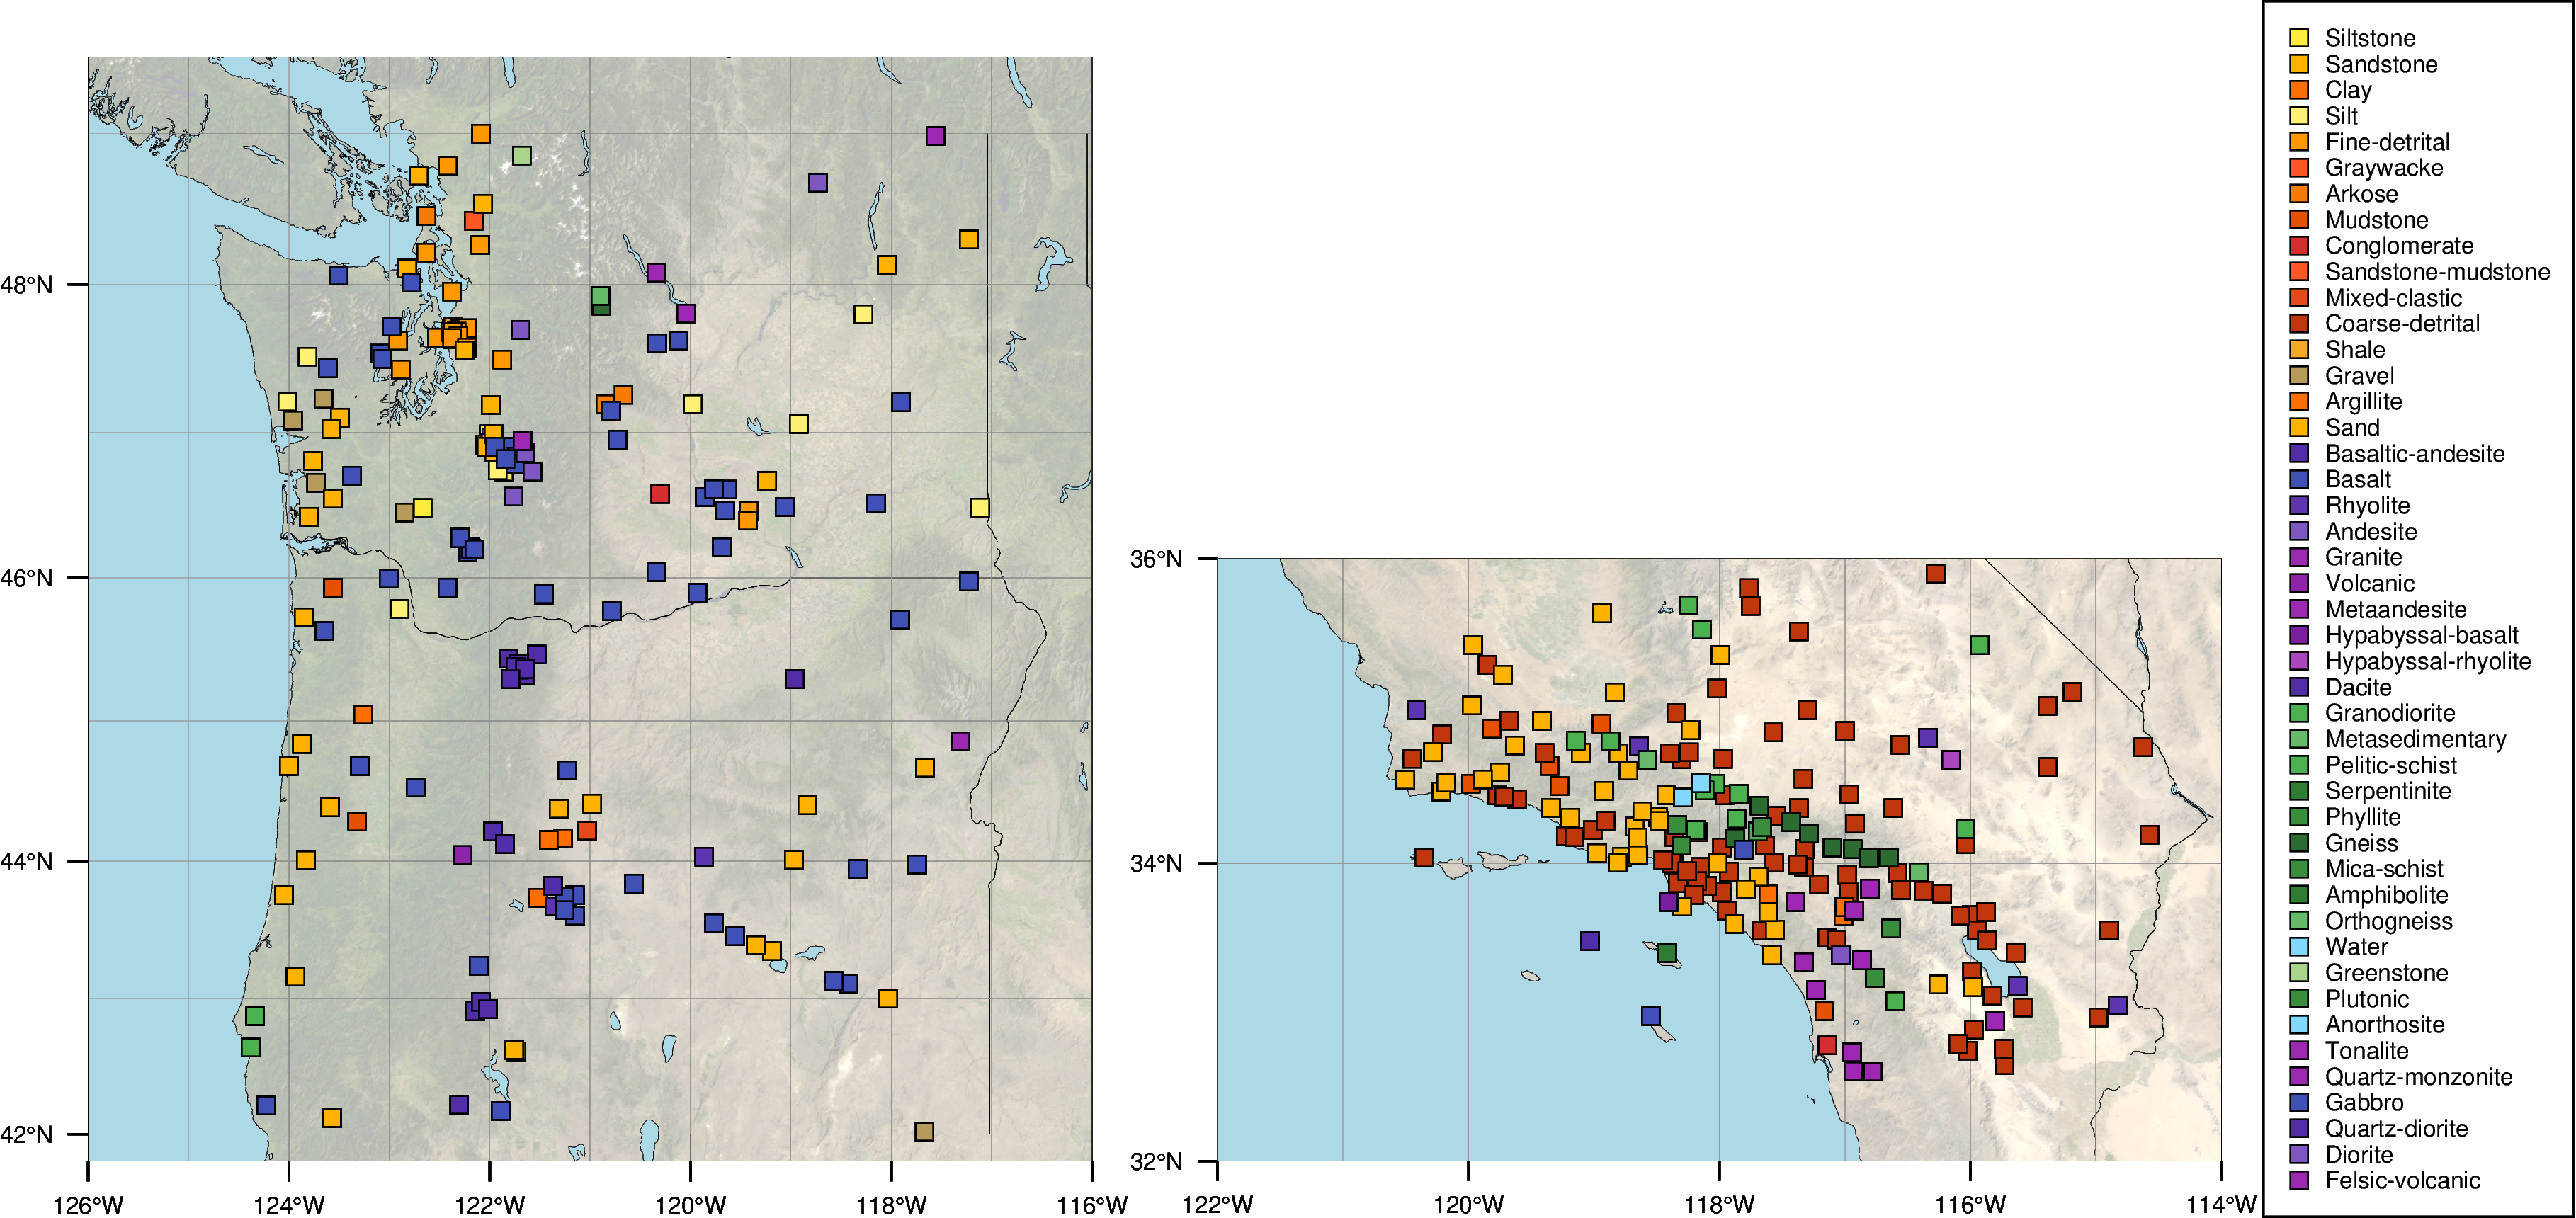 48°N
46°N
44°N
42°N
126°W
124°W
122°W
120°W
118°W
116°W
36°N
34°N
32°N
122°W
120°W
118°W
116°W
114°W
Siltstone
Sandstone
Clay
Silt
Fine-detrital
Graywacke
Arkose
Mudstone
Conglomerate
Sandstone-mudstone
Mixed-clastic
Coarse-detrital
Shale
Gravel
Argillite
Sand
Basaltic-andesite
Basalt
Rhyolite
Andesite
Granite
Volcanic
Metaandesite
Hypabyssal-basalt
Hypabyssal-rhyolite
Dacite
Granodiorite
Metasedimentary
Pelitic-schist
Serpentinite
Phyllite
Gneiss
Mica-schist
Amphibolite
Orthogneiss
Water
Greenstone
Plutonic
Anorthosite
Tonalite
Quartz-monzonite
Gabbro
Quartz-diorite
Diorite
Felsic-volcanic